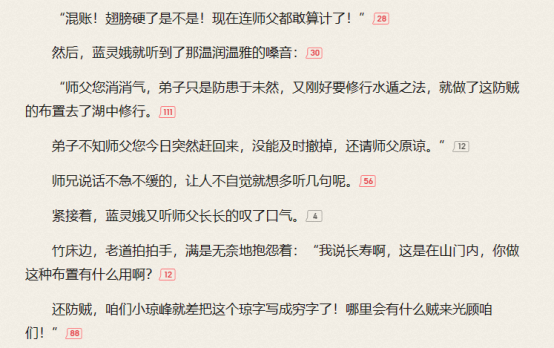 “混账！翅膀硬了是不是！现在连师父都敢算计了！” 28
然后，蓝灵娥就听到了那温润温雅的嗓音： 30
“师父您消消气，弟子只是防患于未然，又刚好要修行水遁之法，就做了这防贼
的布置去了湖中修行。 111
弟子不知师父您今日突然赶回来，没能及时撤掉，还请师父原谅。” 12
师兄说话不急不缓的，让人不自觉就想多听几句呢。 56
紧接着，蓝灵娥又听师父长长的叹了口气。 4
竹床边，老道拍拍手，满是无奈地抱怨着：“我说长寿啊，这是在山门内，你做
这种布置有什么用啊？ 12
还防贼，咱们小琼峰就差把这个琼字写成穷字了！哪里会有什么贼来光顾咱
们！” 88